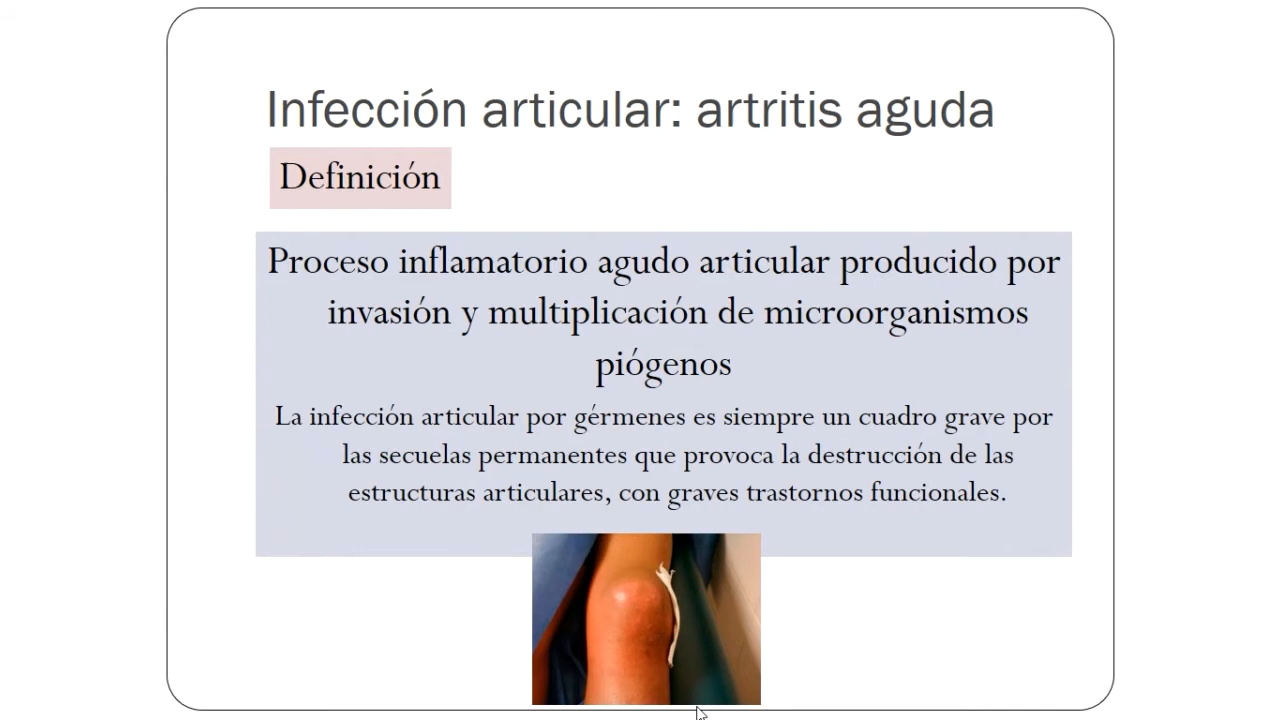 Infección articular: artritis aguda
Definición
Proceso inflamatorio agudo articular producido por
invasión y multiplicación de microorganismos
piógenos
La infección articular por gérmenes es siempre un cuadro grave por
las secuelas permanentes que provoca la destrucción de las
estructuras articulares, con graves trastornos funcionales.